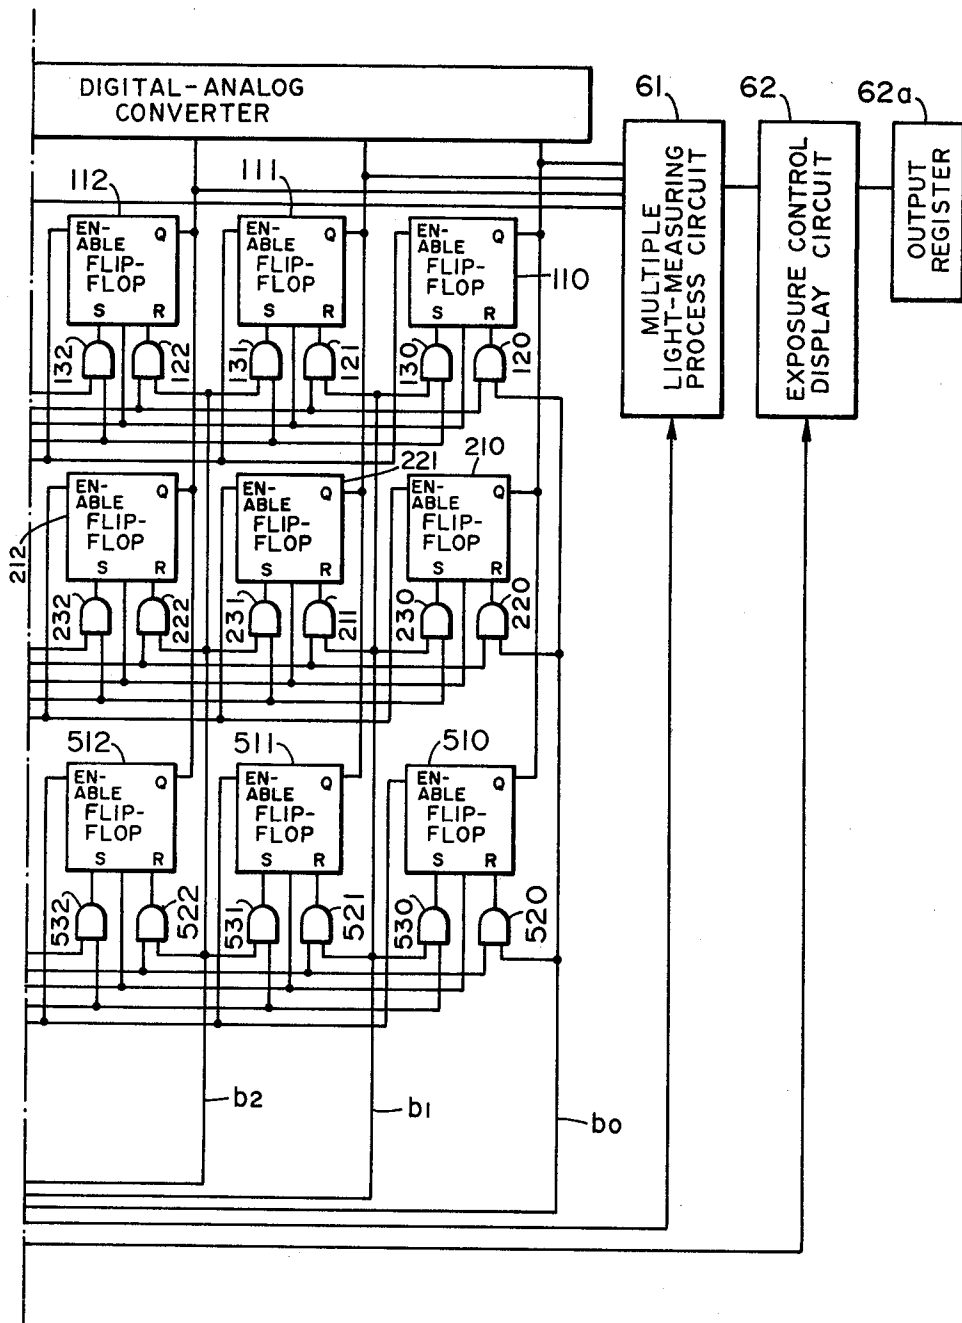 DIGITAL-ANALOG
CONVERTER
61
62
62a
MULTIPLE
LIGHT-MEASURING
PROCESS CIRCUIT
EXPOSURE CONTROL
DISPLAY CIRCUIT
OUTPUT
REGISTER
112
111
110
EN-
ABLE
Q
FLIP-
FLOP
S
R
EN-
ABLE
Q
FLIP-
FLOP
S
R
EN-
ABLE
Q
FLIP-
FLOP
S
R
132
122
131
121
130
120
212
221
210
EN-
ABLE
Q
FLIP-
FLOP
S
R
EN-
ABLE
Q
FLIP-
FLOP
S
R
EN-
ABLE
Q
FLIP-
FLOP
S
R
232
222
231
211
230
220
512
511
510
EN-
ABLE
Q
FLIP-
FLOP
S
R
EN-
ABLE
Q
FLIP-
FLOP
S
R
EN-
ABLE
Q
FLIP-
FLOP
S
R
532
522
531
521
530
520
b2
b1
bo